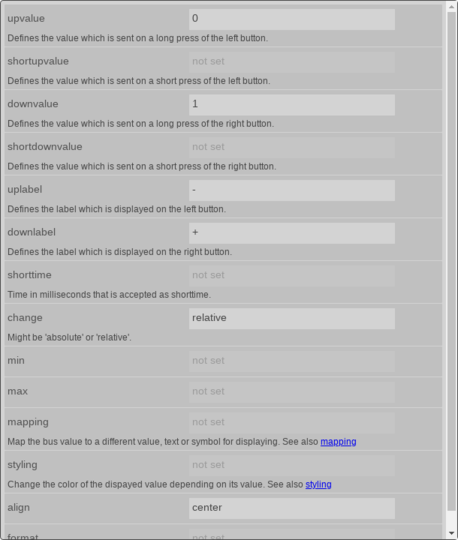 upvalue 0
Defines the value which is sent on a long press of the left button.
shortupvalue not set
Defines the value which is sent on a short press of the left button.
downvalue 1
Defines the value which is sent on a long press of the right button.
shortdownvalue not set
Defines the value which is sent on a short press of the right button.
uplabel -
Defines the label which is displayed on the left button.
downlabel +
Defines the label which is displayed on the right button.
shorttime not set
Time in milliseconds that is accepted as shorttime.
change relative
Might be 'absolute' or 'relative'.
min not set
max not set
mapping not set
Map the bus value to a different value, text or symbol for displaying. See also mapping
styling not set
Change the color of the dispayed value depending on its value. See also styling
align center
format not set